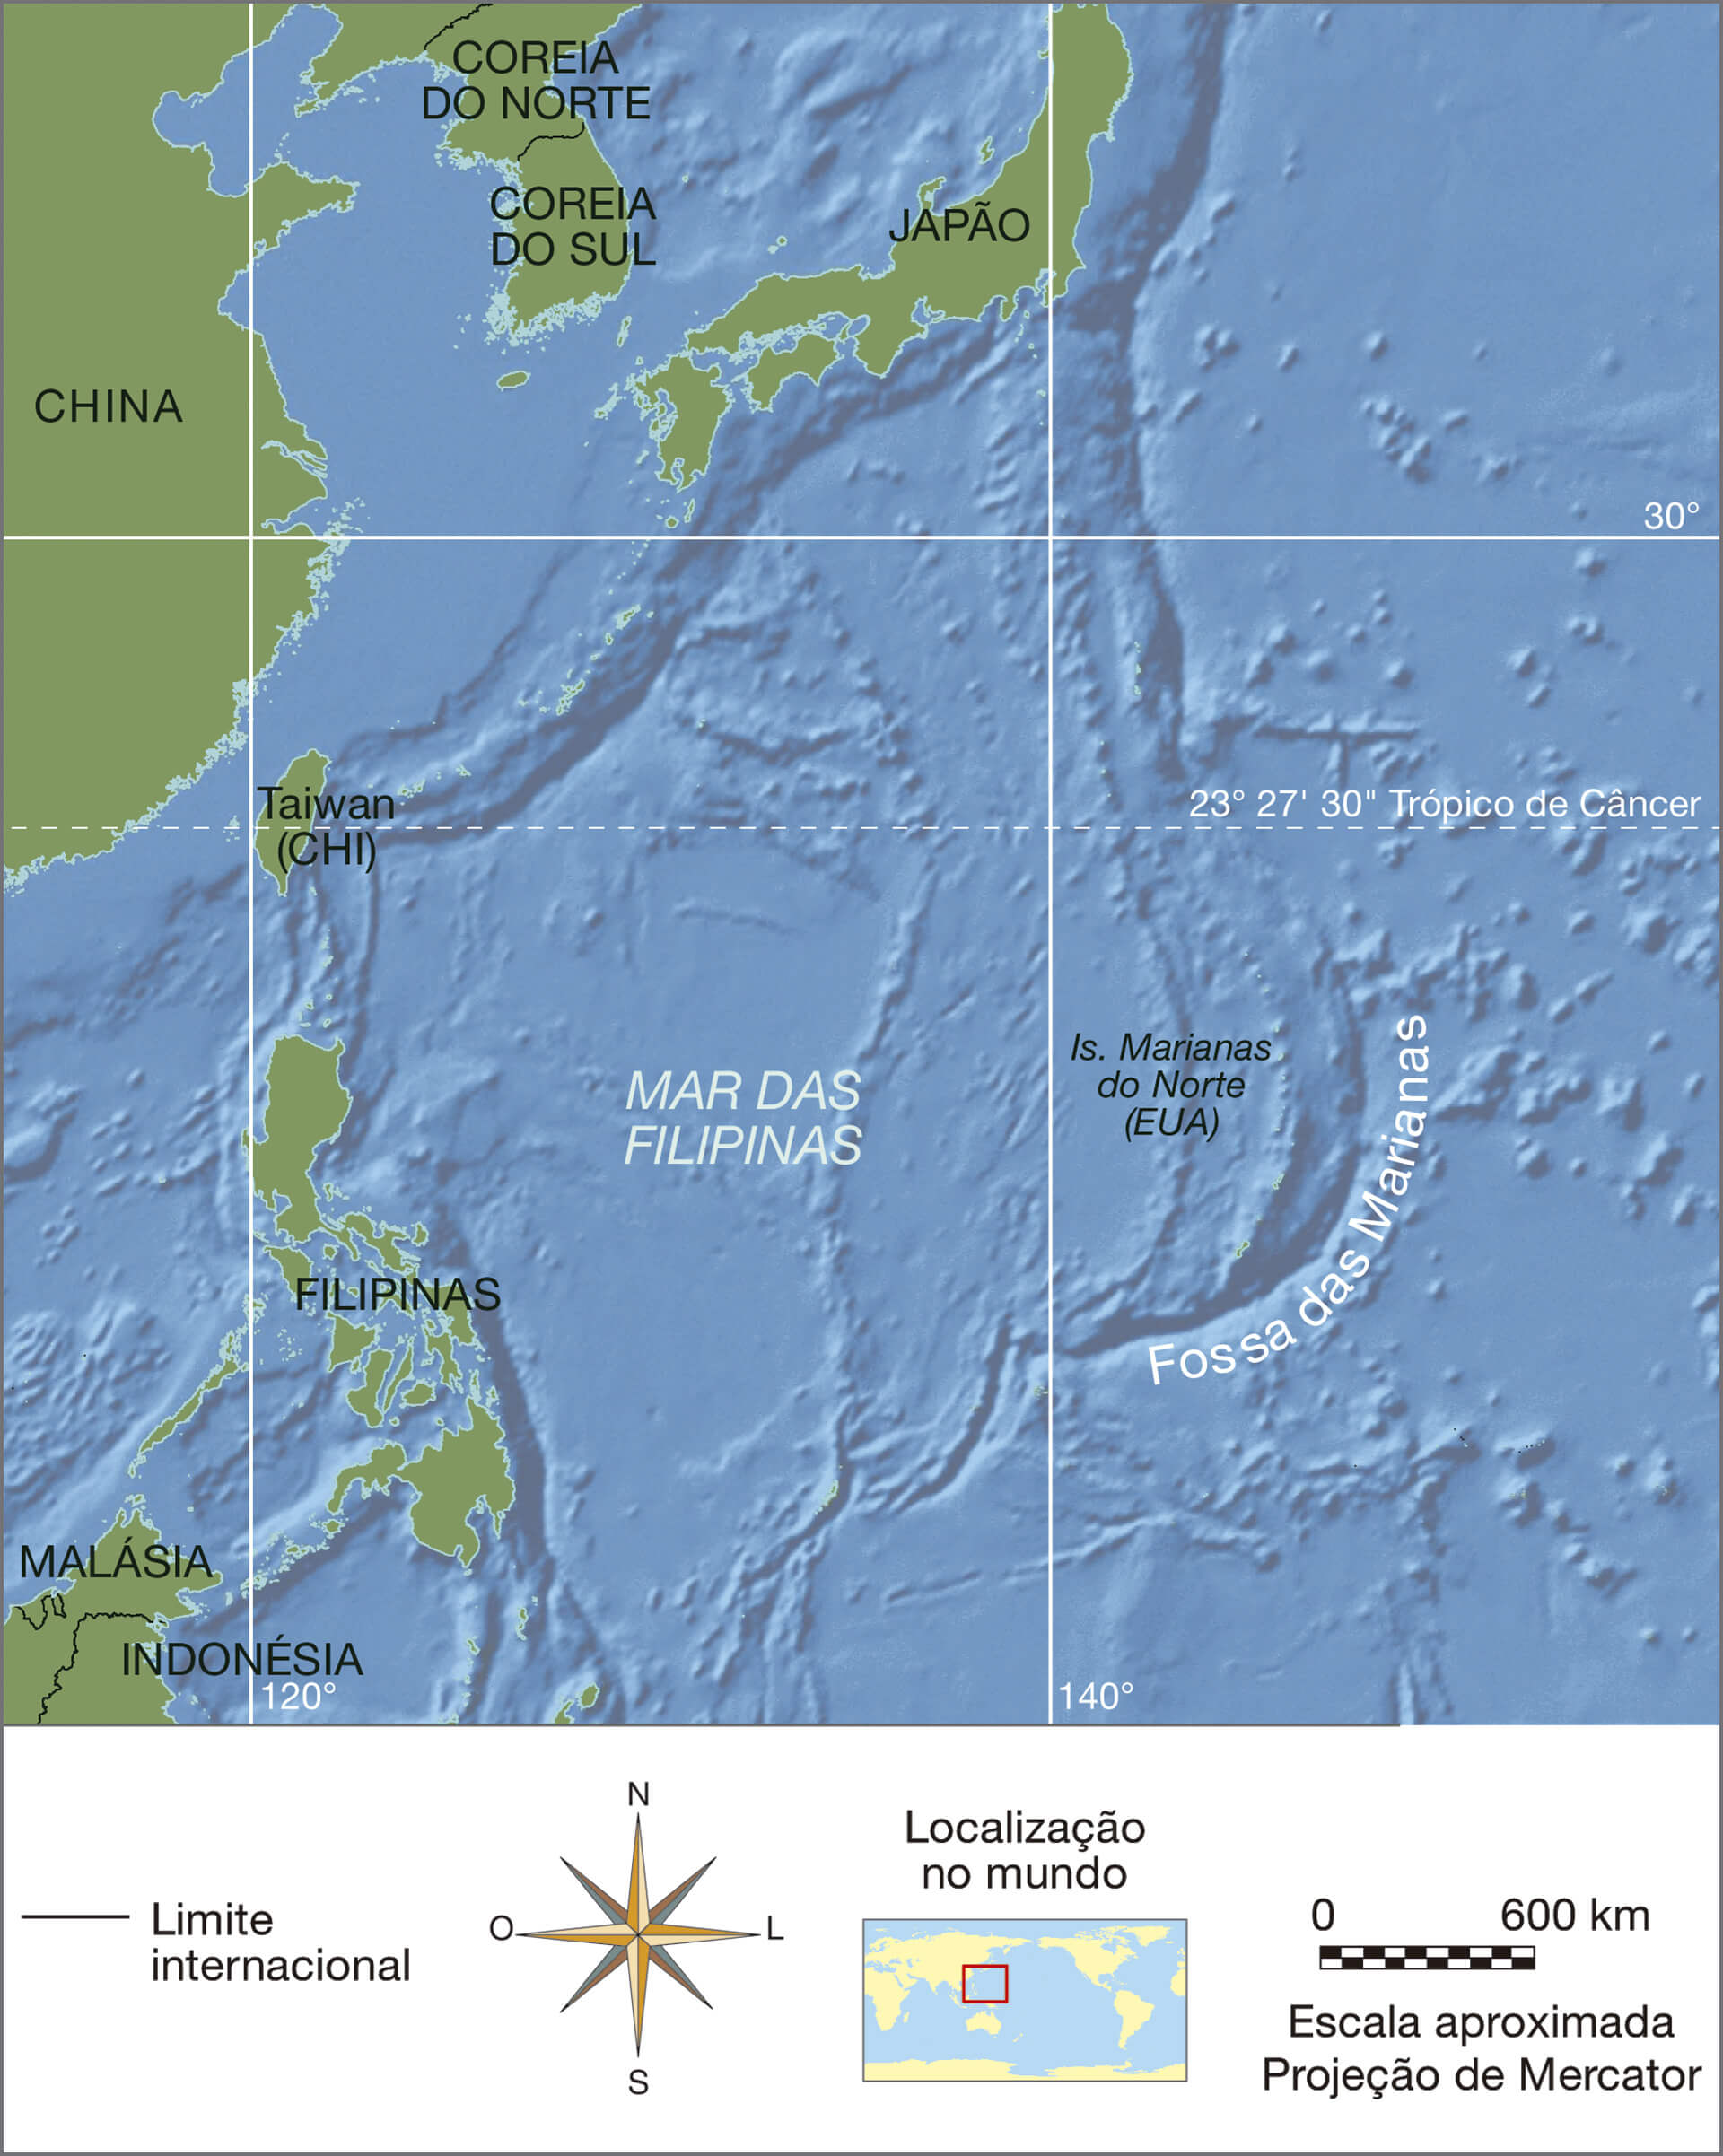 COREIA
DO NORTE
COREIA
DO SUL
JAPÃO
CHINA
30°
Taiwan
(CHI)
23° 27' 30" Trópico de Câncer
MAR DAS
FILIPINAS
Is. Marianas
do Norte
(EUA)
Fossa das Marianas
FILIPINAS
MALÁSIA
INDONÉSIA
120°
140°
Limite
internacional
N
O
L
S
Localização
no mundo
0 600 km
Escala aproximada
Projeção de Mercator